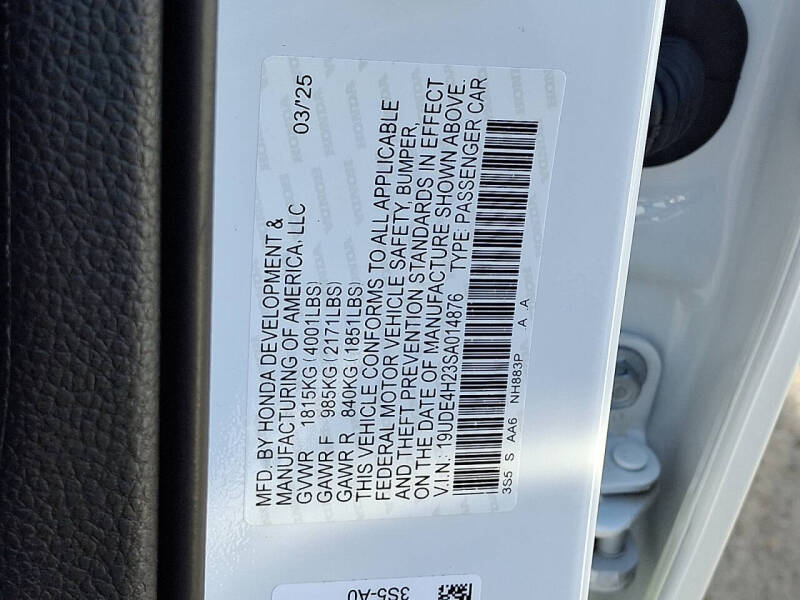 MFD. BY HONDA DEVELOPMENT & 03/'25
MANUFACTURING OF AMERICA, LLC
GVWR 1815KG(4001LBS)
GAWR F 985KG(2171LBS)
GAWR R 840KG(1851LBS)
THIS VEHICLE CONFORMS TO ALL APPLICABLE
FEDERAL MOTOR VEHICLE SAFETY, BUMPER,
AND THEFT PREVENTION STANDARDS IN EFFECT
ON THE DATE OF MANUFACTURE SHOWN ABOVE.
V.I.N: 19UDE4H23SA014876 TYPE: PASSENGER CAR
3S5 S AA6 NH883P A A
3S5-A0